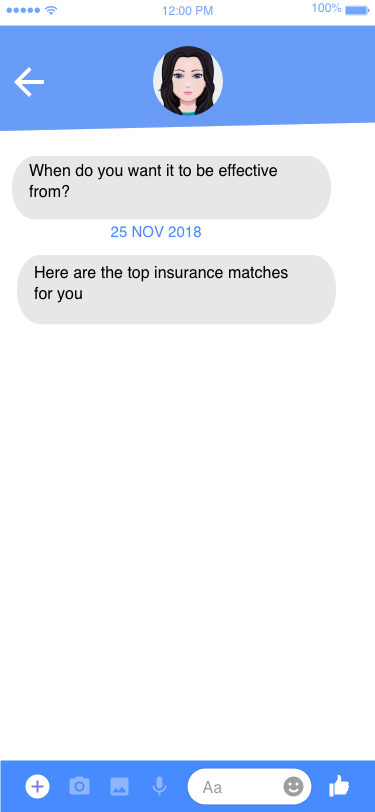 12:00 PM
100%
When do you want it to be effective
from?
25 NOV 2018
Here are the top insurance matches
for you
Aa